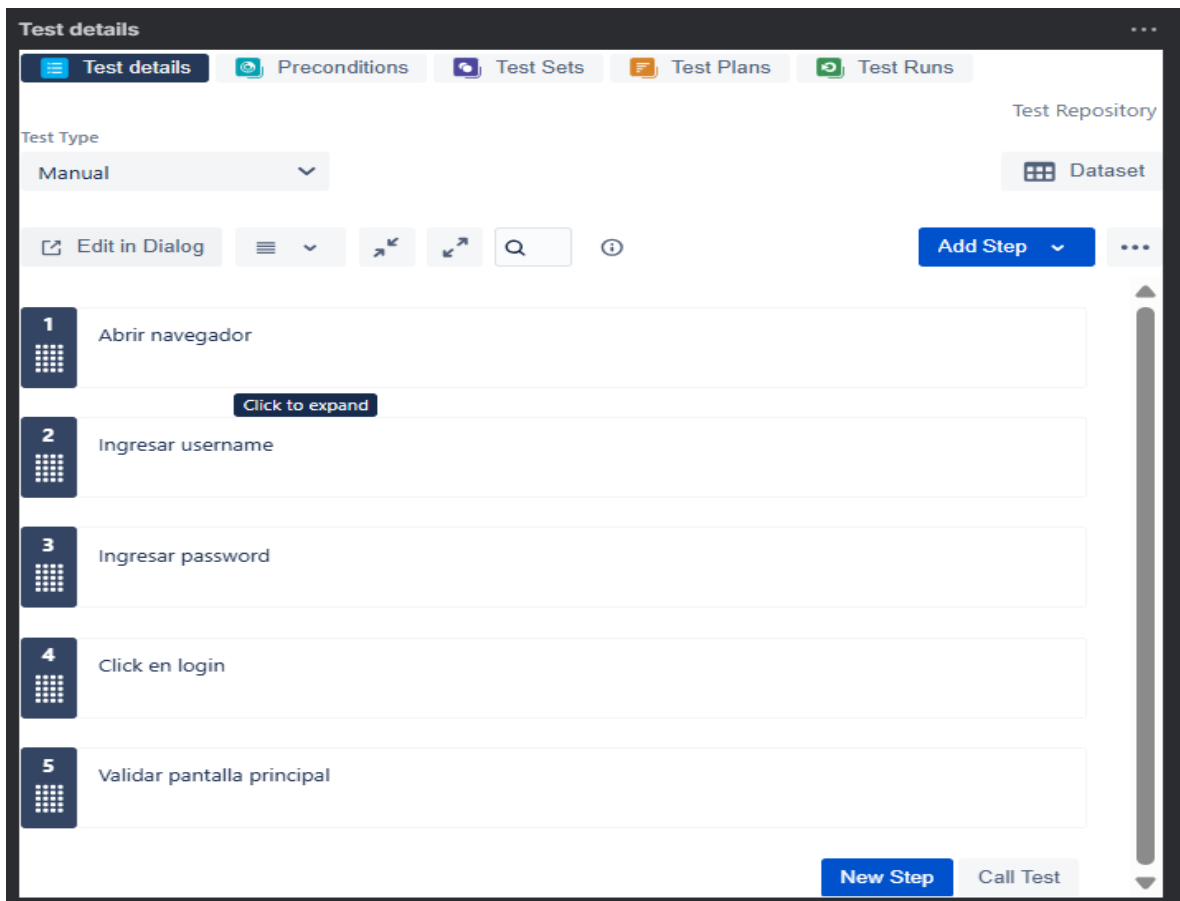 Test details
Test details Preconditions Test Sets Test Plans Test Runs
Test Repository
Test Type
Manual Dataset
Edit in Dialog Add Step
1
Abrir navegador
Click to expand
2
Ingresar username
3
Ingresar password
4
Click en login
5
Validar pantalla principal
New Step Call Test